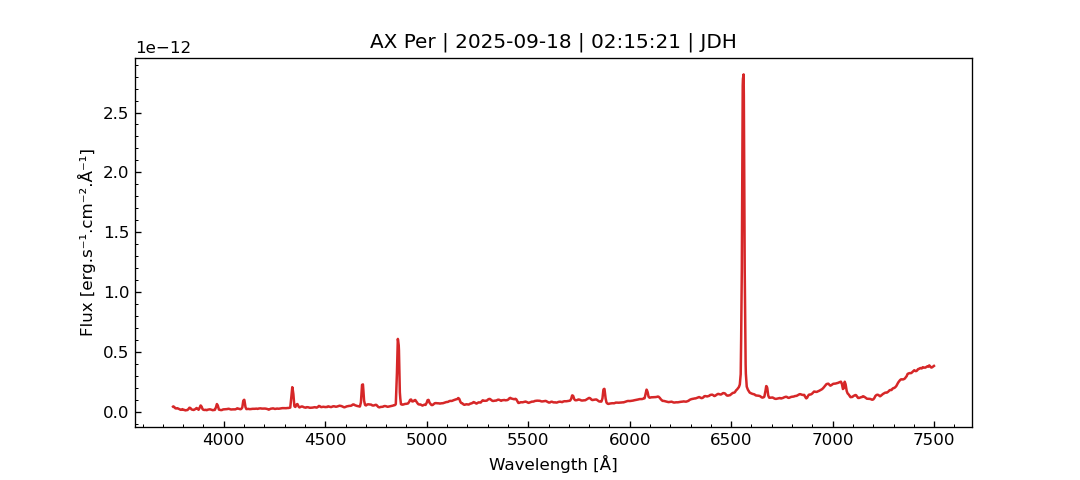 AX Per | 2025-09-18 | 02:15:21 | JDH
1e−12
2.5
2.0
1.5
1.0
0.5
0.0
Flux [erg.s⁻¹.cm⁻².Å⁻¹]
4000 4500 5000 5500 6000 6500 7000 7500
Wavelength [Å]